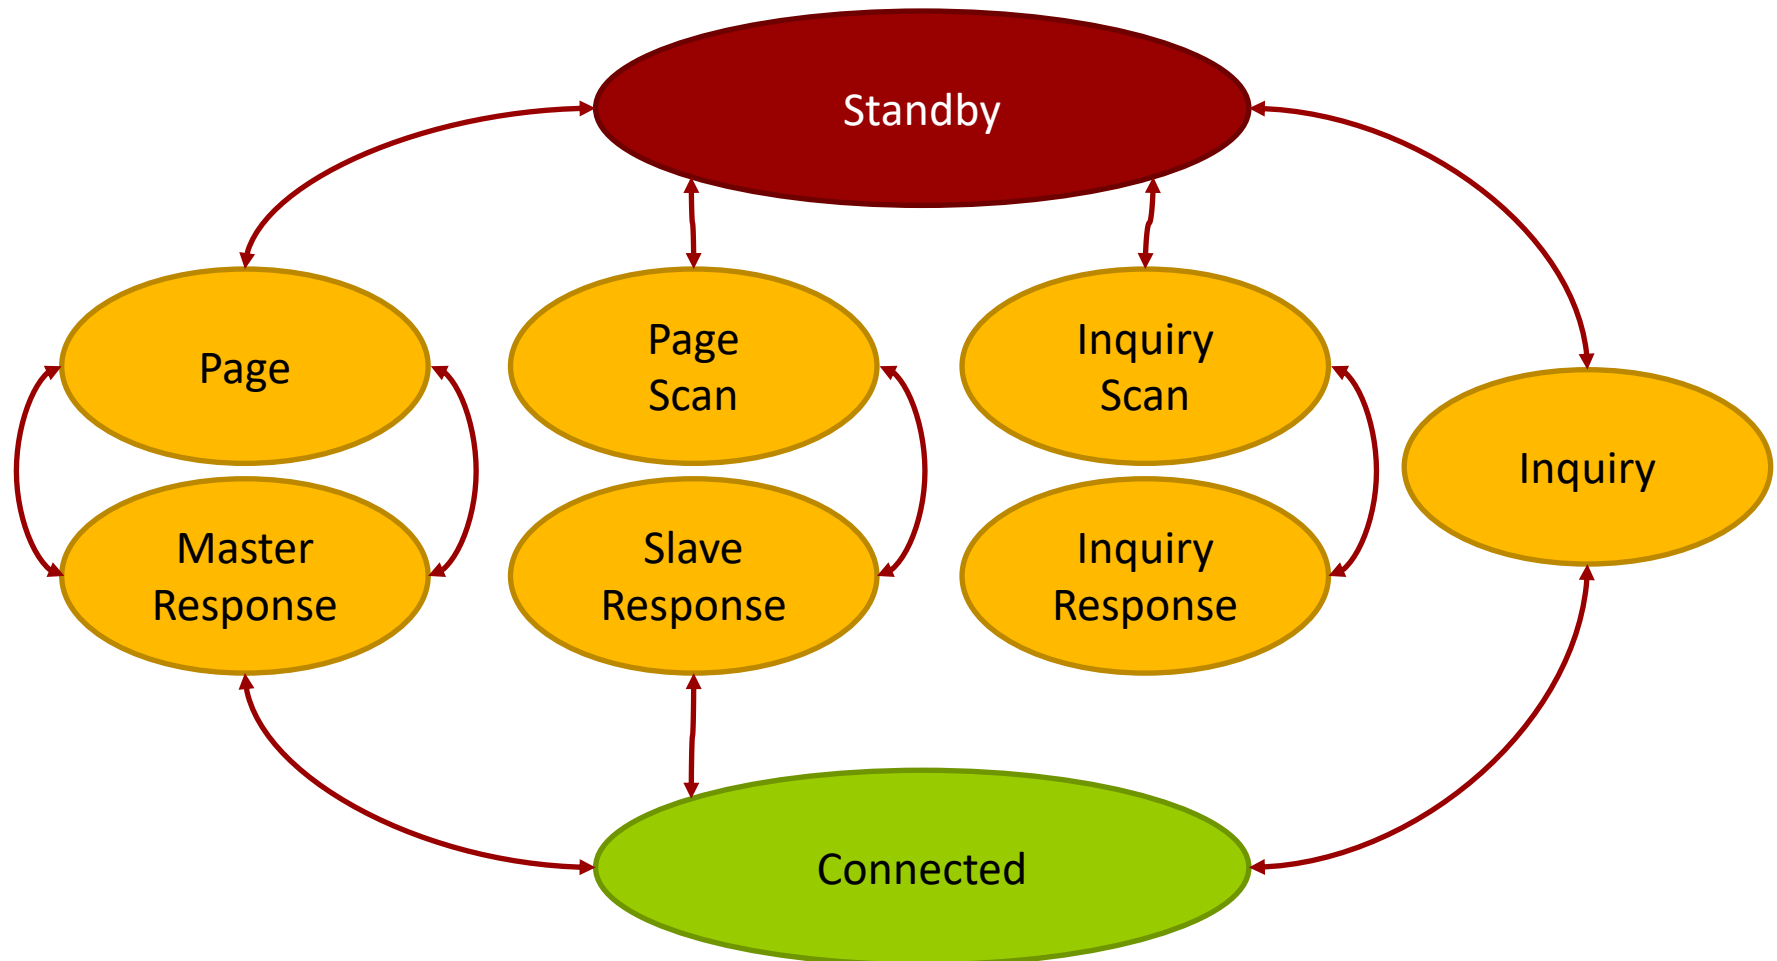 Standby
Page
Page
Scan
Inquiry
Scan
Inquiry
Master
Response
Slave
Response
Inquiry
Response
Connected